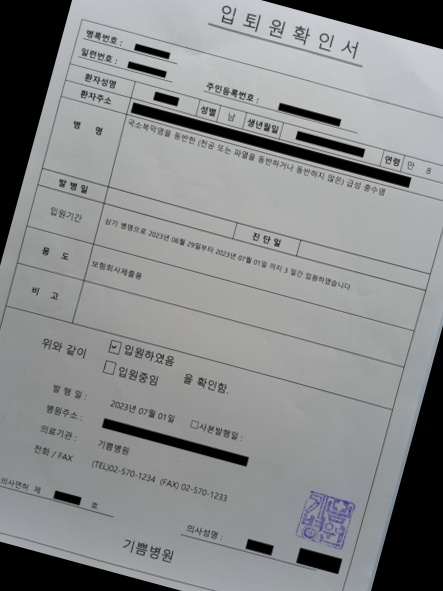 입퇴원확인서
병록번호 :
일련번호 :
주민등록번호 :
환자성명 성별 남 생년월일 연령 만 8
환자주소
병 명 국소복막염을 동반한 (천공 또는 파열을 동반하거나 동반하지 않은) 급성 충수염
발 병 일 진 단 일
입원기간 상기 병명으로 2023년 06월 29일부터 2023년 07월 01일 까지 3 일간 입원하였습니다.
용 도 보험회사제출용
비 고
위와 같이 ☑ 입원하였음 을 확인함.
☐ 입원중임
발 행 일 : 2023년 07월 01일 ☐사본발행일 :
병원주소 :
의료기관 : 기쁨병원
전화 / FAX (TEL)02-570-1234 (FAX) 02-570-1233
의사면허 제 호
의사성명 :
기쁨병원